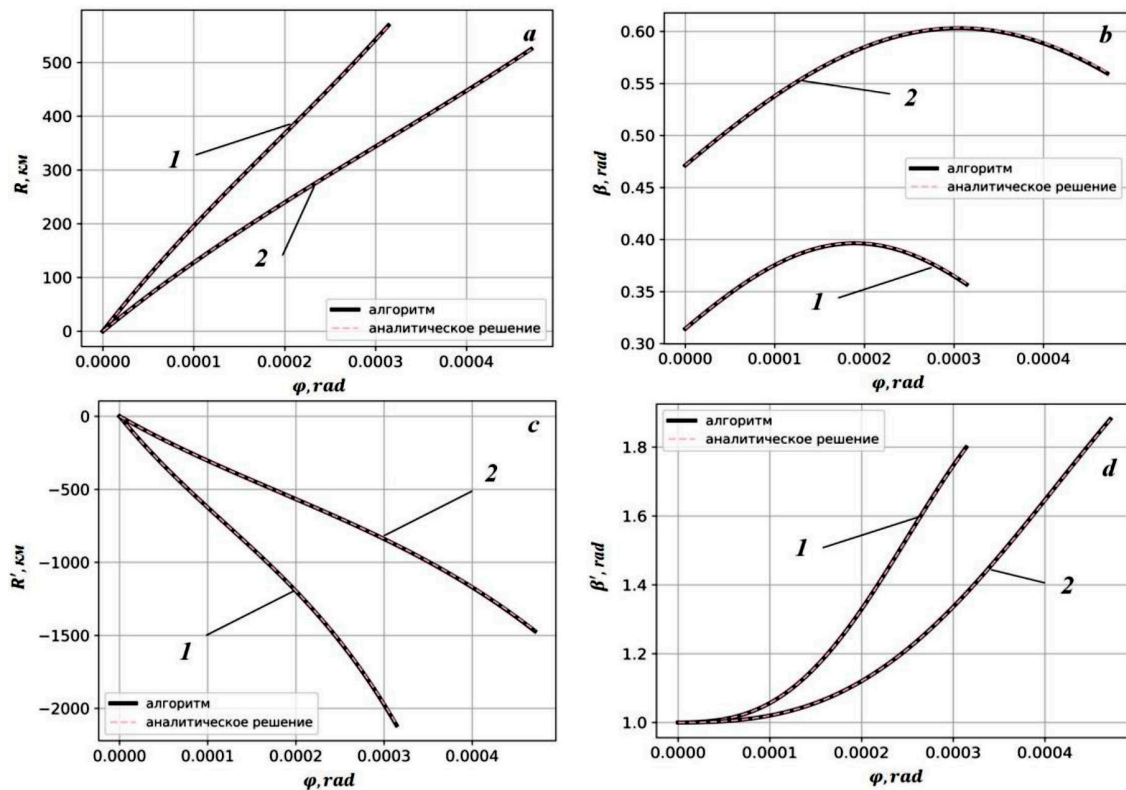 a
500
400
300
200
100
0
R, км
1
2
алгоритм
аналитическое решение
0.0000 0.0001 0.0002 0.0003 0.0004
φ, rad
b
0.60
0.55
0.50
0.45
0.40
0.35
0.30
β, rad
2
1
алгоритм
аналитическое решение
0.0000 0.0001 0.0002 0.0003 0.0004
φ, rad
c
0
−500
−1000
−1500
−2000
R′, км
2
1
алгоритм
аналитическое решение
0.0000 0.0001 0.0002 0.0003 0.0004
φ, rad
алгоритм
аналитическое решение
d
1.8
1.6
1.4
1.2
1.0
β′, rad
1
2
0.0000 0.0001 0.0002 0.0003 0.0004
φ, rad